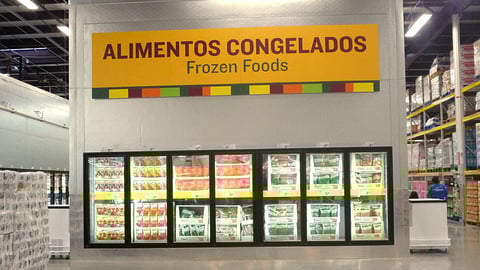 ALIMENTOS CONGELADOS
Frozen Foods